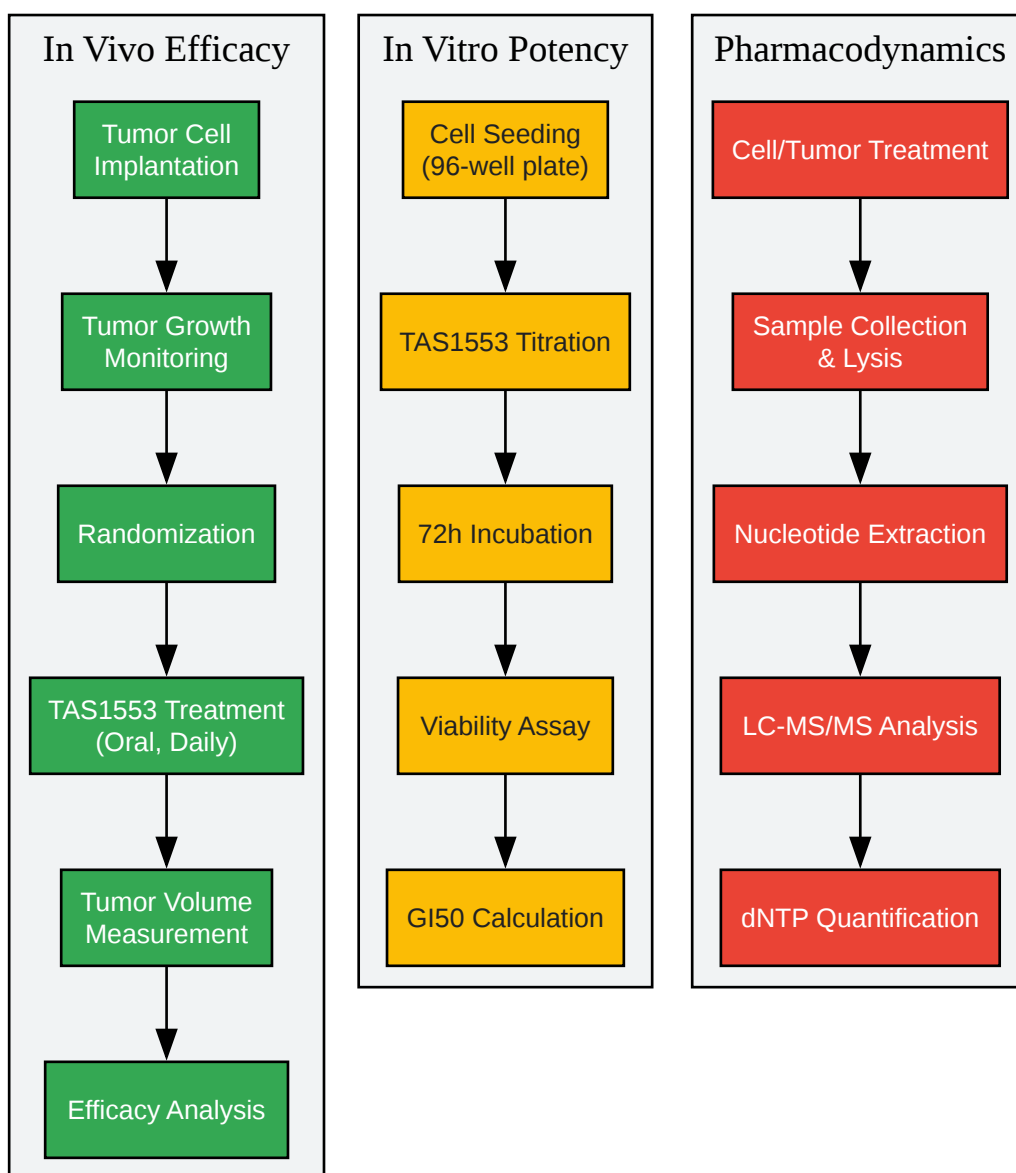 In Vivo Efficacy
Tumor Cell
Implantation
Tumor Growth
Monitoring
Randomization
TAS1553 Treatment
(Oral, Daily)
Tumor Volume
Measurement
Efficacy Analysis
In Vitro Potency
Cell Seeding
(96-well plate)
TAS1553 Titration
72h Incubation
Viability Assay
GI50 Calculation
Pharmacodynamics
Cell/Tumor Treatment
Sample Collection
& Lysis
Nucleotide Extraction
LC-MS/MS Analysis
dNTP Quantification